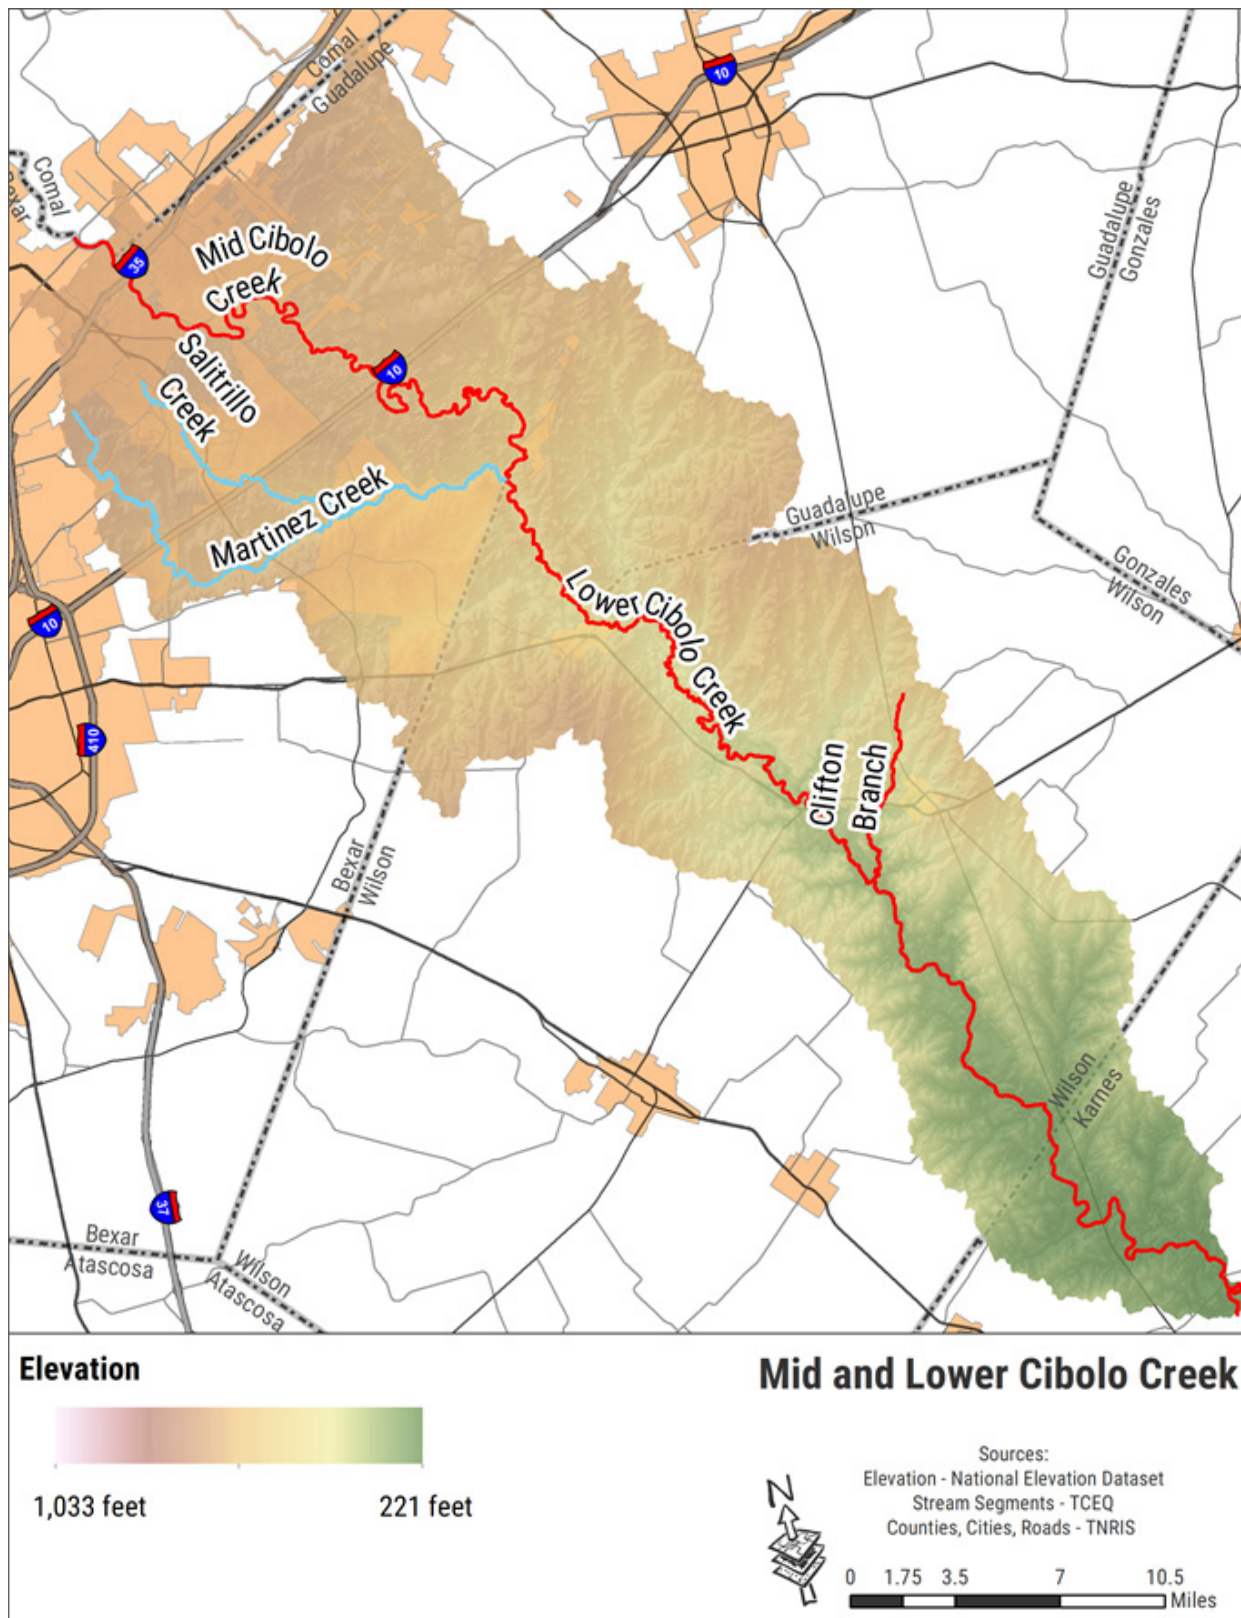 Comal
Guadalupe
10
Comal
Bexar
35
Mid Cibolo
Creek
Guadalupe
Gonzales
Salitrillo
Creek
10
Martinez Creek
Guadalupe
Wilson
Gonzales
Wilson
Lower Cibolo Creek
10
410
Clifton
Branch
Bexar
Wilson
Wilson
Karnes
37
Bexar
Atascosa
Wilson
Atascosa
Elevation
1,033 feet
221 feet
Mid and Lower Cibolo Creek
Sources:
Elevation - National Elevation Dataset
Stream Segments - TCEQ
Counties, Cities, Roads - TNRIS
N
0 1.75 3.5 7 10.5
Miles